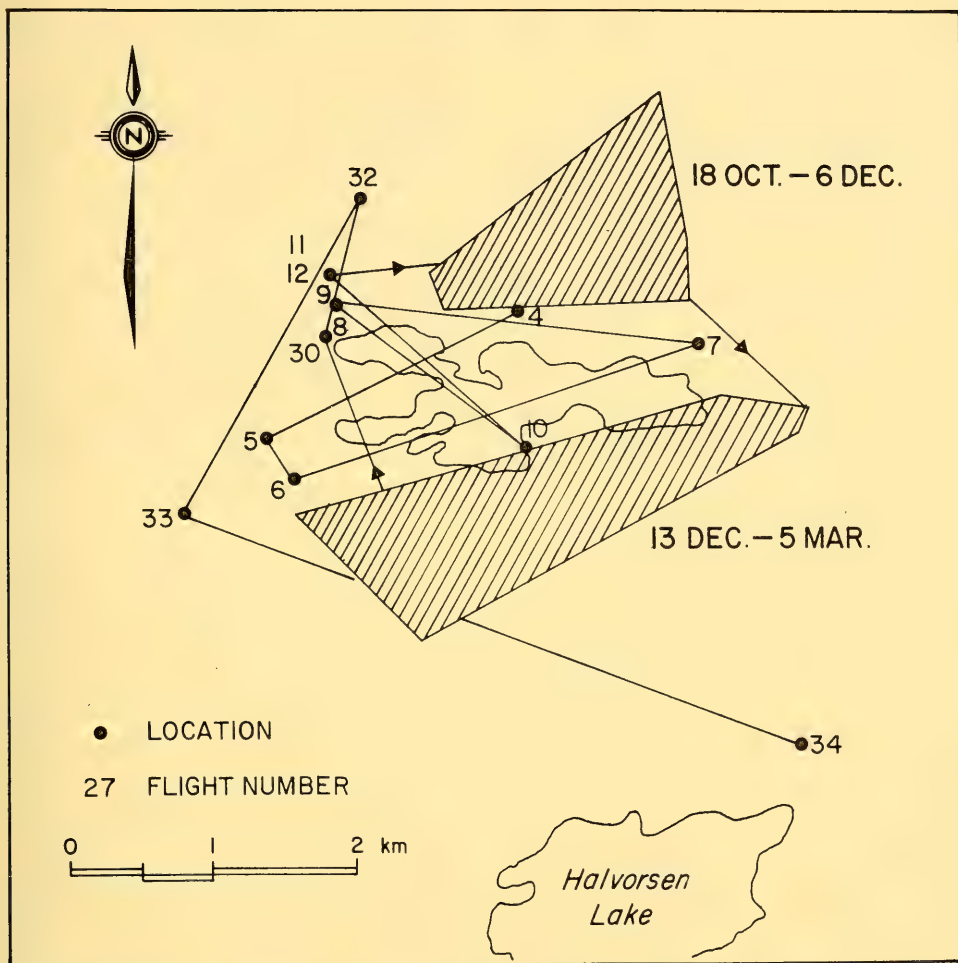 N
32
18 OCT. – 6 DEC.
11
12
9
4
8
30
7
10
5
6
33
13 DEC. – 5 MAR.
34
LOCATION
27 FLIGHT NUMBER
0 1 2 km
Halvorsen
Lake